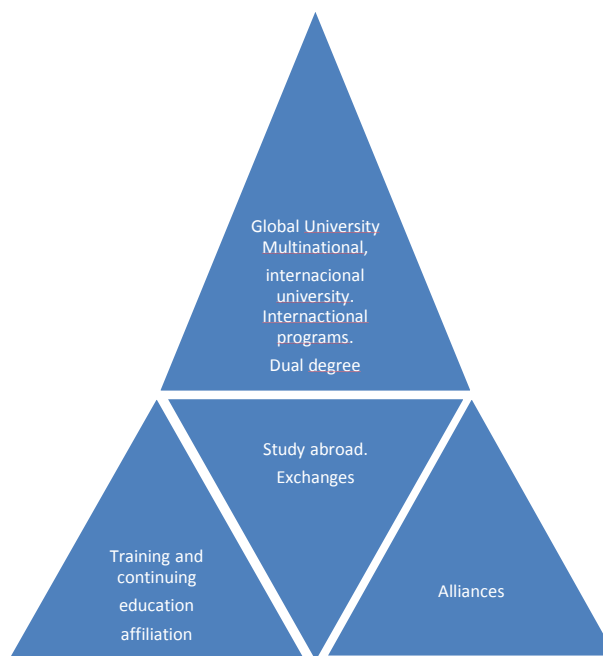 Global University
Multinational,
internacional
university.
Internactional
programs.
Dual degree
Study abroad.
Exchanges
Training and
continuing
education
affiliation
Alliances